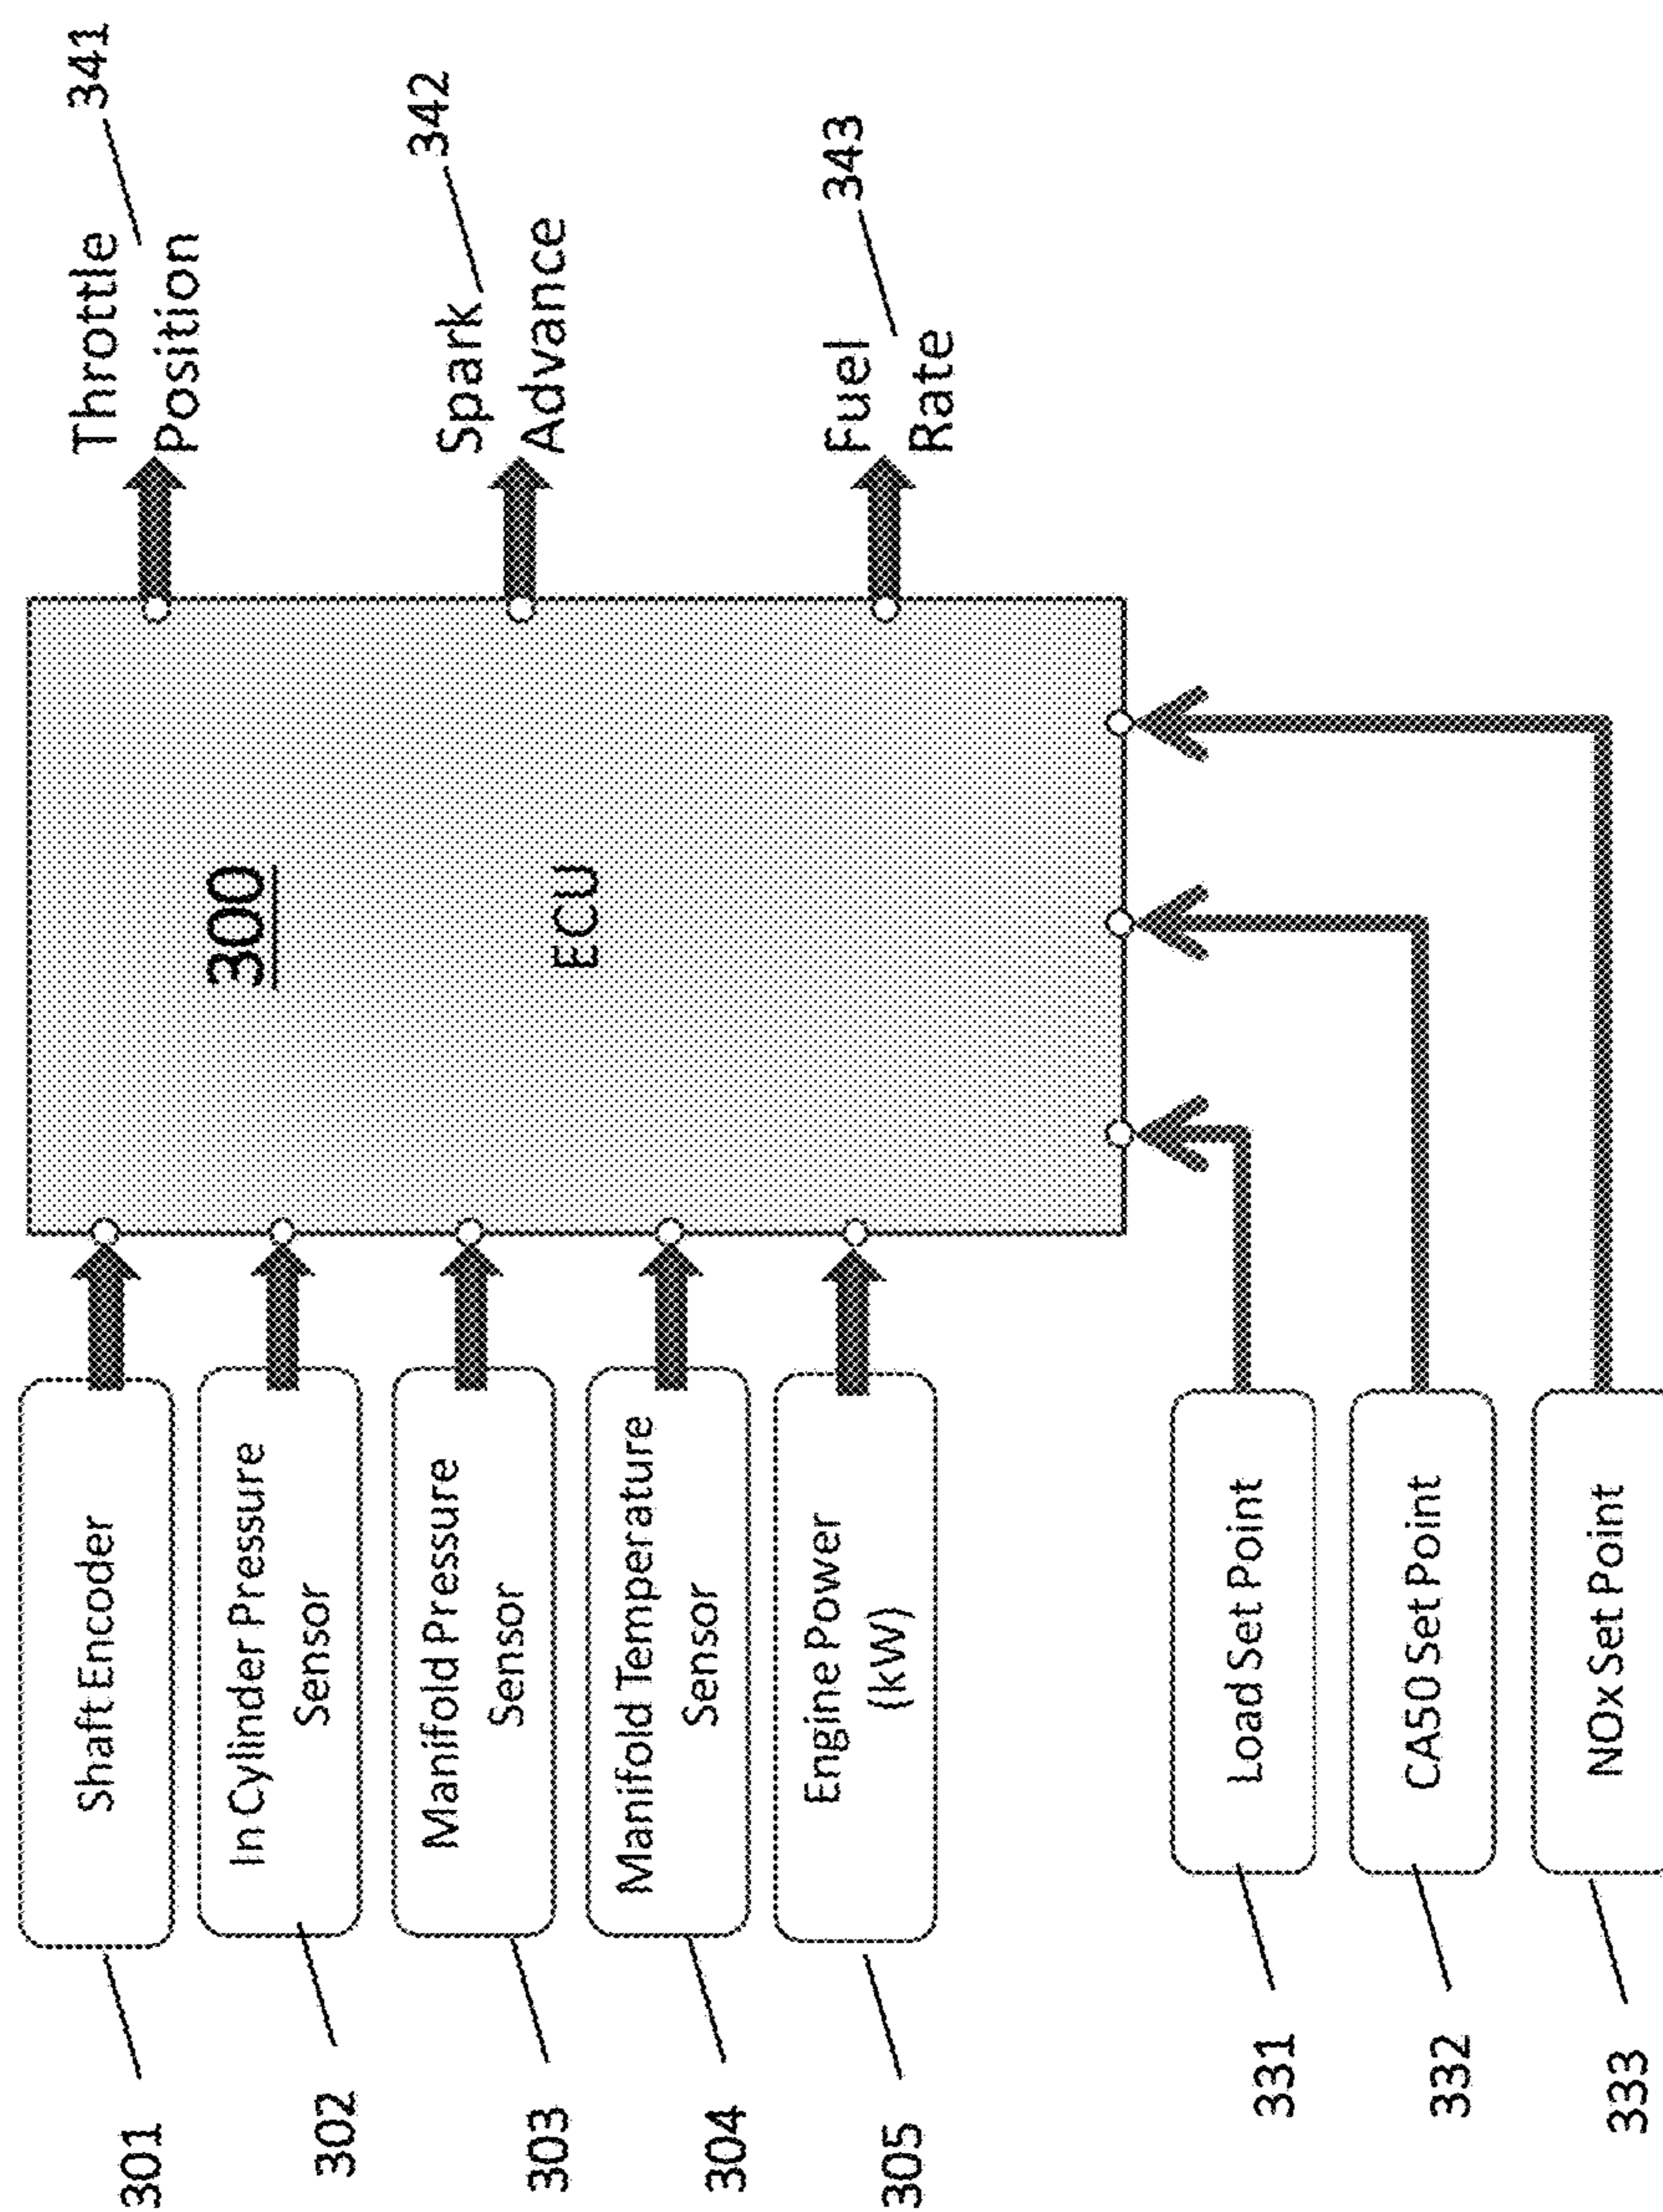 301
Shaft Encoder
302
In Cylinder Pressure
Sensor
303
Manifold Pressure
Sensor
304
Manifold Temperature
Sensor
305
Engine Power
(kW)
331
Load Set Point
332
CA50 Set Point
333
NOx Set Point
300
ECU
Throttle
Position
341
Spark
Advance
342
Fuel
Rate
343